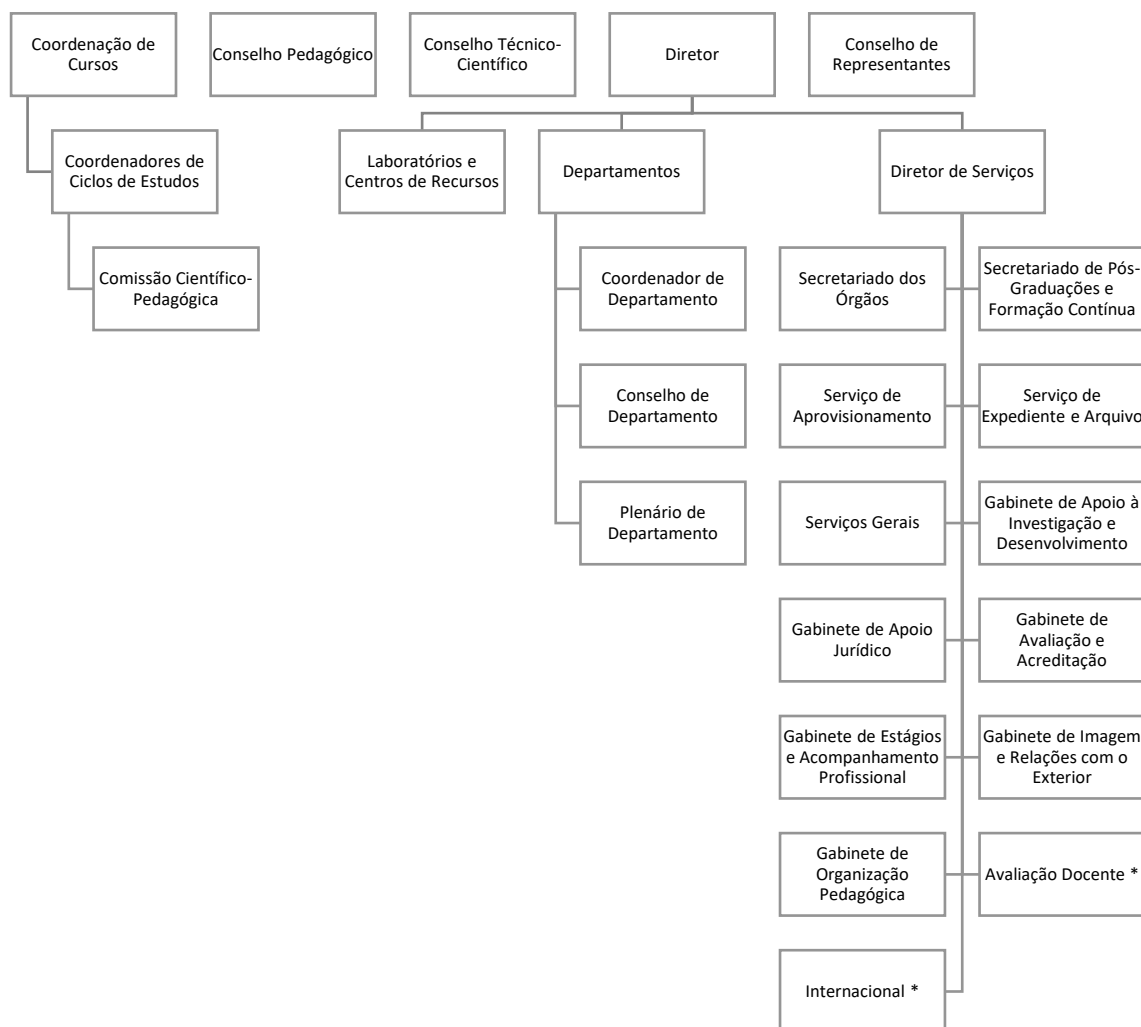 Coordenação de
Cursos
Conselho Pedagógico
Conselho Técnico-
Científico
Diretor
Conselho de
Representantes
Coordenadores de
Ciclos de Estudos
Laboratórios e
Centros de Recursos
Departamentos
Diretor de Serviços
Comissão Científico-
Pedagógica
Coordenador de
Departamento
Secretariado dos
Órgãos
Secretariado de Pós-
Graduações e
Formação Contínua
Conselho de
Departamento
Serviço de
Aprovisionamento
Serviço de
Expediente e Arquivo
Plenário de
Departamento
Serviços Gerais
Gabinete de Apoio à
Investigação e
Desenvolvimento
Gabinete de Apoio
Jurídico
Gabinete de
Avaliação e
Acreditação
Gabinete de Estágios
e Acompanhamento
Profissional
Gabinete de Imagem
e Relações com o
Exterior
Gabinete de
Organização
Pedagógica
Avaliação Docente *
Internacional *